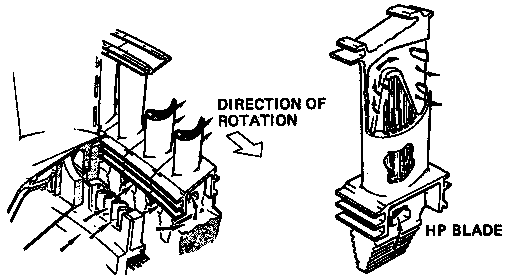 DIRECTION OF
ROTATION
HP BLADE